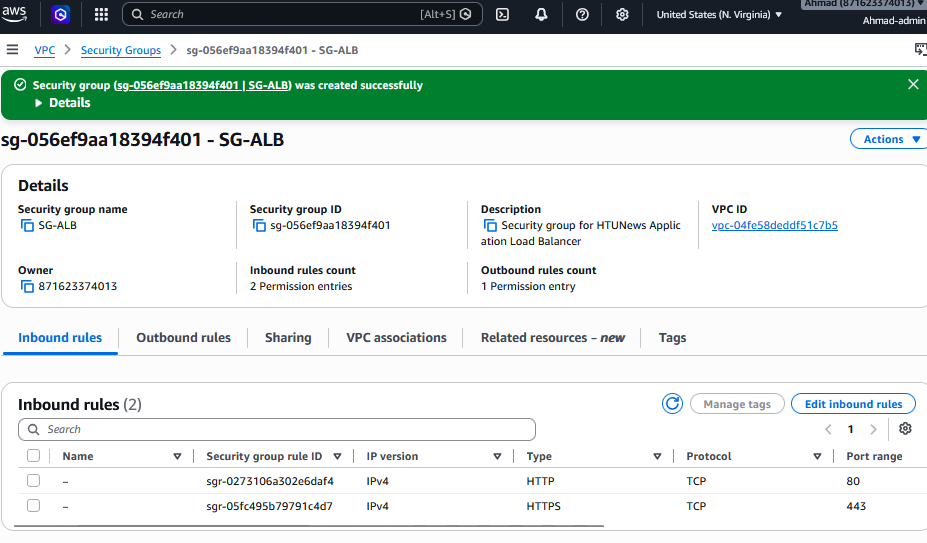 aws
Search [Alt+S]
United States (N. Virginia)
Ahmad (871623374013)
Ahmad-admin
VPC > Security Groups > sg-056ef9aa18394f401 - SG-ALB
Security group (sg-056ef9aa18394f401 | SG-ALB) was created successfully
Details
sg-056ef9aa18394f401 - SG-ALB
Actions
Details
Security group name
SG-ALB
Security group ID
sg-056ef9aa18394f401
Description
Security group for HTUNews Applic
ation Load Balancer
VPC ID
vpc-04fe58deddf51c7b5
Owner
871623374013
Inbound rules count
2 Permission entries
Outbound rules count
1 Permission entry
Inbound rules Outbound rules Sharing VPC associations Related resources – new Tags
Inbound rules (2)
Manage tags
Edit inbound rules
Search
1
Name Security group rule ID IP version Type Protocol Port range
– sgr-0273106a302e6daf4 IPv4 HTTP TCP 80
– sgr-05fc495b79791c4d7 IPv4 HTTPS TCP 443